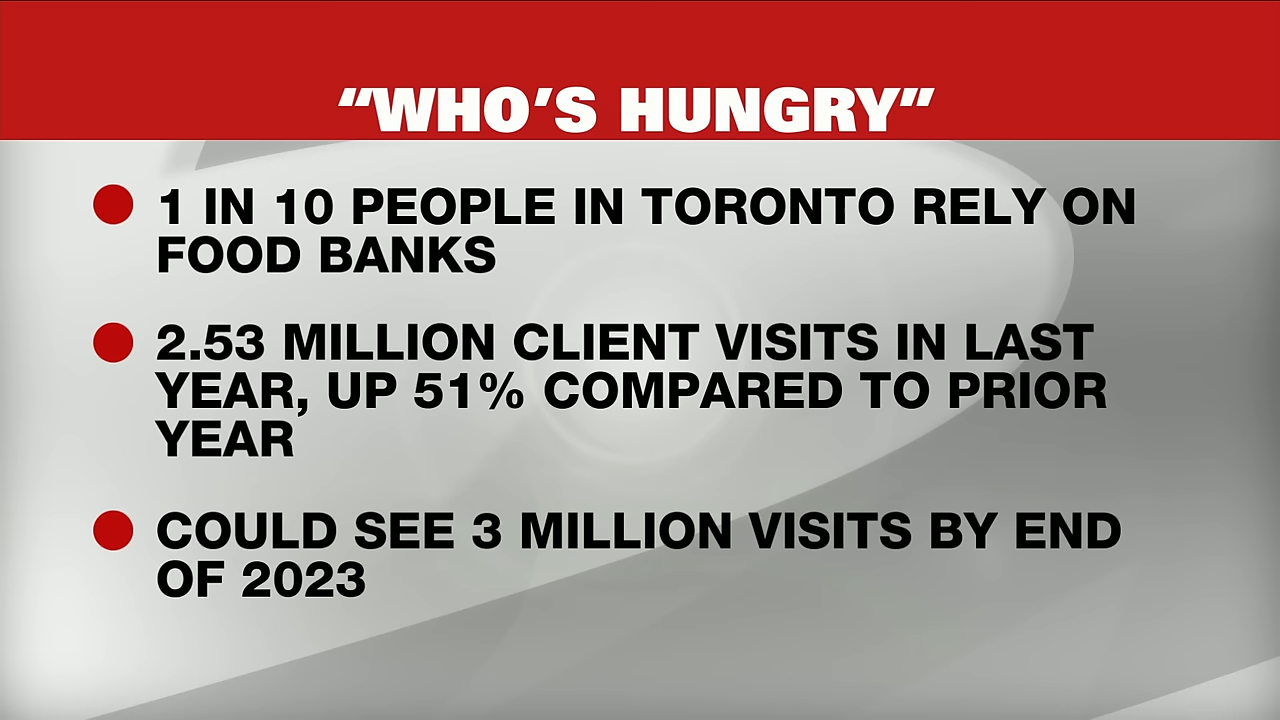 “WHO’S HUNGRY”
1 IN 10 PEOPLE IN TORONTO RELY ON
FOOD BANKS
2.53 MILLION CLIENT VISITS IN LAST
YEAR, UP 51% COMPARED TO PRIOR
YEAR
COULD SEE 3 MILLION VISITS BY END
OF 2023